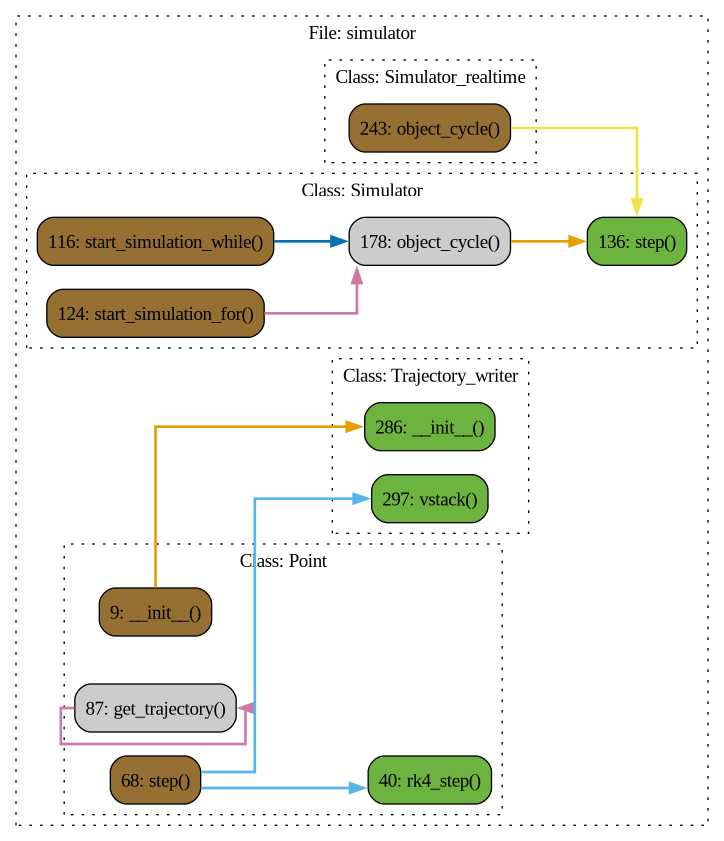 File: simulator
Class: Simulator_realtime
243: object_cycle()
Class: Simulator
116: start_simulation_while()
178: object_cycle()
136: step()
124: start_simulation_for()
Class: Trajectory_writer
286: __init__()
297: vstack()
Class: Point
9: __init__()
87: get_trajectory()
68: step()
40: rk4_step()